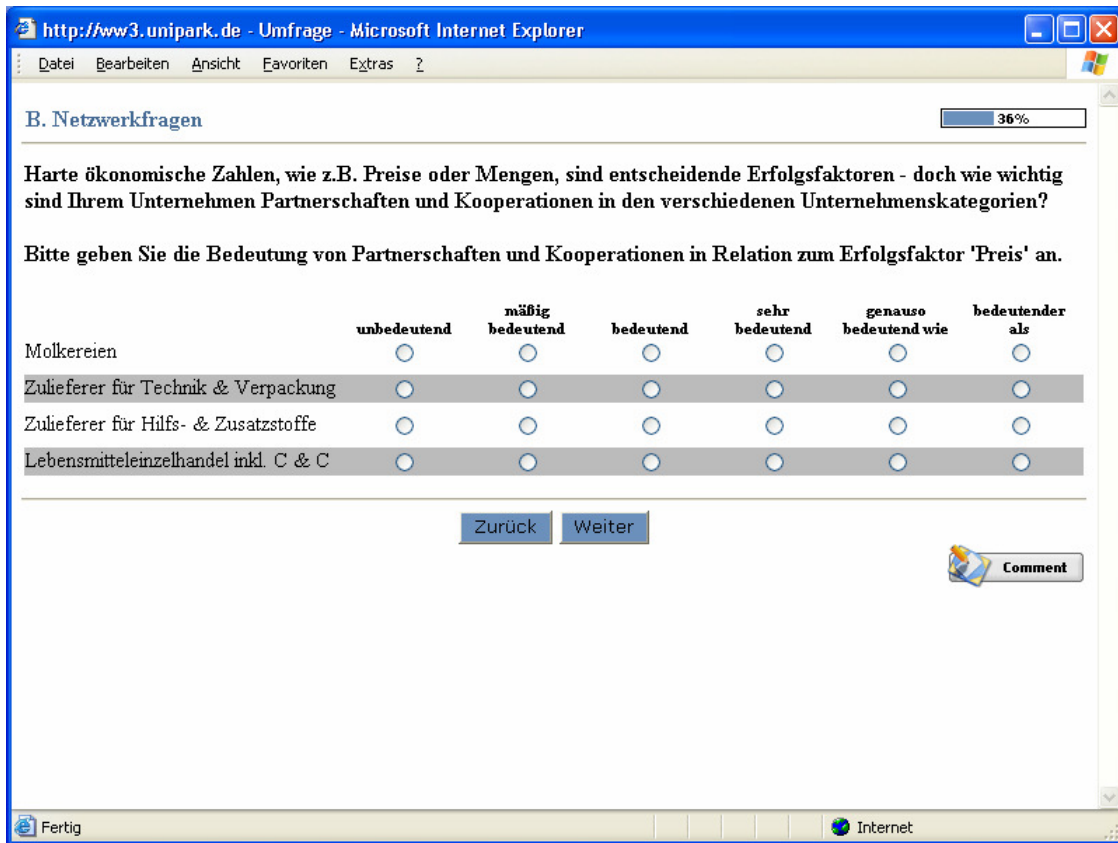 http://ww3.unipark.de - Umfrage - Microsoft Internet Explorer
Datei Bearbeiten Ansicht Favoriten Extras ?
B. Netzwerkfragen 36%
Harte ökonomische Zahlen, wie z.B. Preise oder Mengen, sind entscheidende Erfolgsfaktoren - doch wie wichtig
sind Ihrem Unternehmen Partnerschaften und Kooperationen in den verschiedenen Unternehmenskategorien?
Bitte geben Sie die Bedeutung von Partnerschaften und Kooperationen in Relation zum Erfolgsfaktor 'Preis' an.
mäßig sehr genauso bedeutender
unbedeutend bedeutend bedeutend bedeutend bedeutend wie als
Molkereien
Zulieferer für Technik & Verpackung
Zulieferer für Hilfs- & Zusatzstoffe
Lebensmitteleinzelhandel inkl. C & C
Zurück Weiter
Comment
Fertig Internet